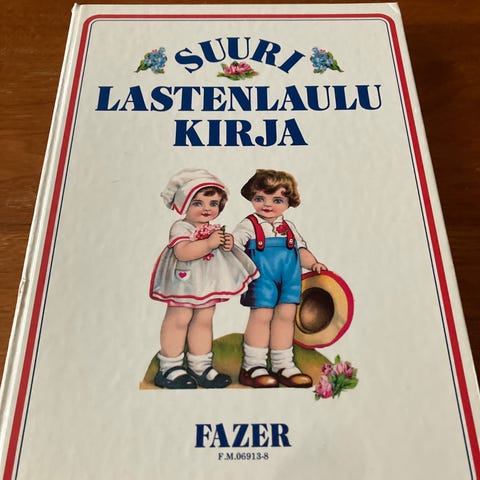 SUURI
LASTENLAULU
KIRJA
FAZER
F.M.06913-8